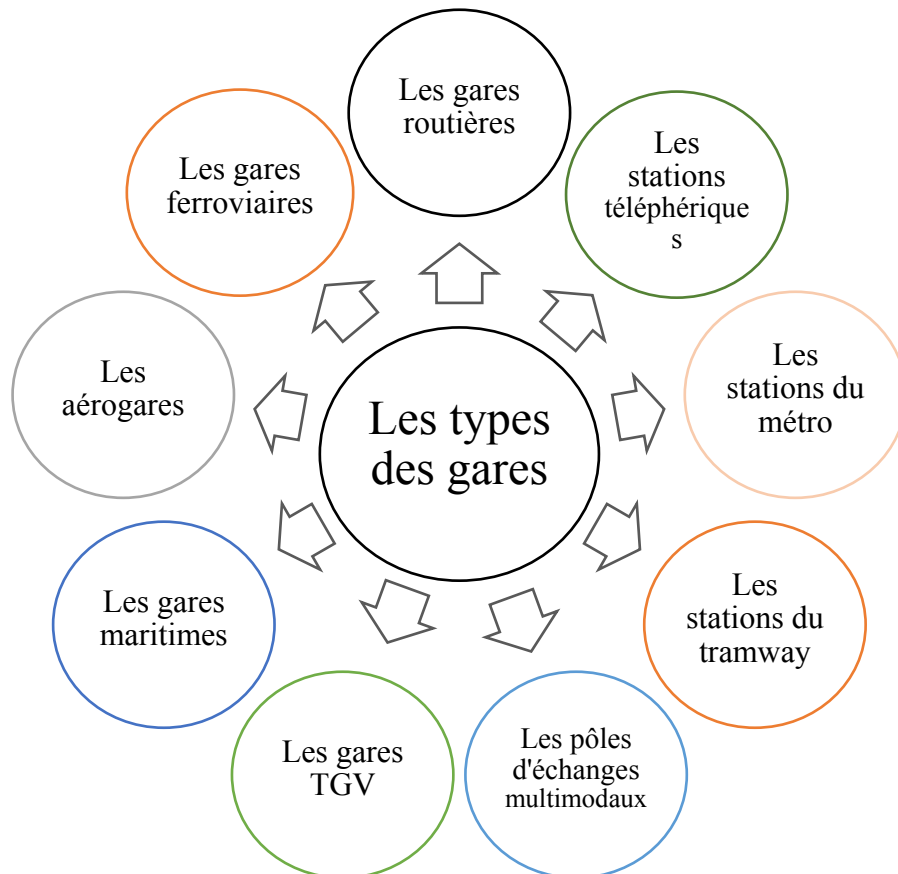 Les gares
routières
Les
stations
téléphérique
s
Les
stations du
métro
Les
stations du
tramway
Les pôles
d'échanges
multimodaux
Les gares
TGV
Les gares
maritimes
Les
aérogares
Les gares
ferroviaires
Les types
des gares